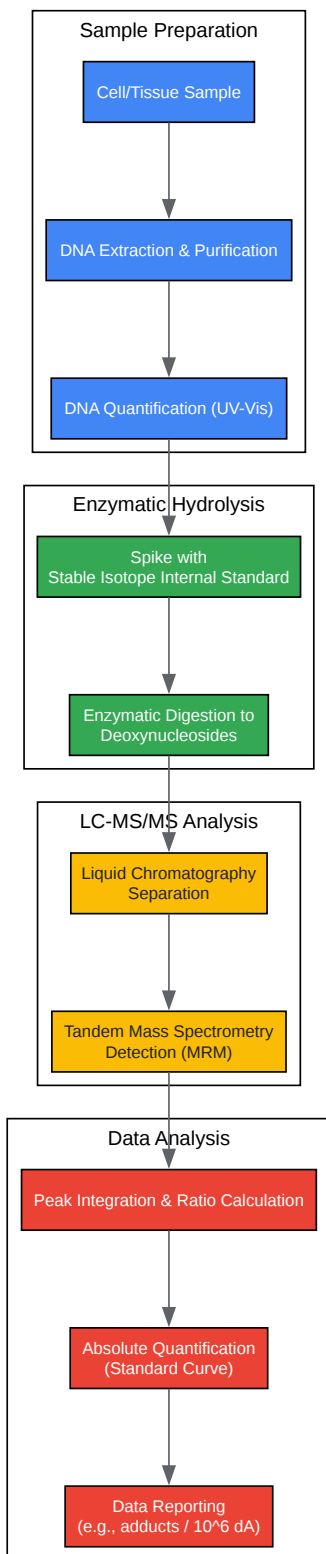 Sample Preparation
Cell/Tissue Sample
DNA Extraction & Purification
DNA Quantification (UV-Vis)
Enzymatic Hydrolysis
Spike with
Stable Isotope Internal Standard
Enzymatic Digestion to
Deoxynucleosides
LC-MS/MS Analysis
Liquid Chromatography
Separation
Tandem Mass Spectrometry
Detection (MRM)
Data Analysis
Peak Integration & Ratio Calculation
Absolute Quantification
(Standard Curve)
Data Reporting
(e.g., adducts / 10^6 dA)